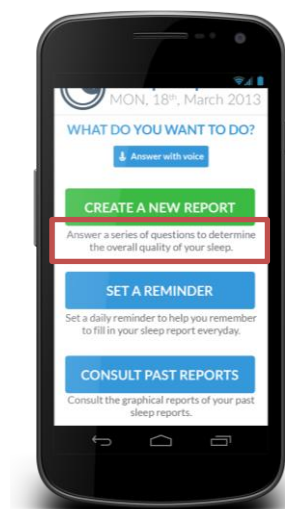 MON, 18th, March 2013
WHAT DO YOU WANT TO DO?
Answer with voice
CREATE A NEW REPORT
Answer a series of questions to determine
the overall quality of your sleep.
SET A REMINDER
Set a daily reminder to help you remember
to fill in your sleep report everyday.
CONSULT PAST REPORTS
Consult the graphical reports of your past
sleep reports.